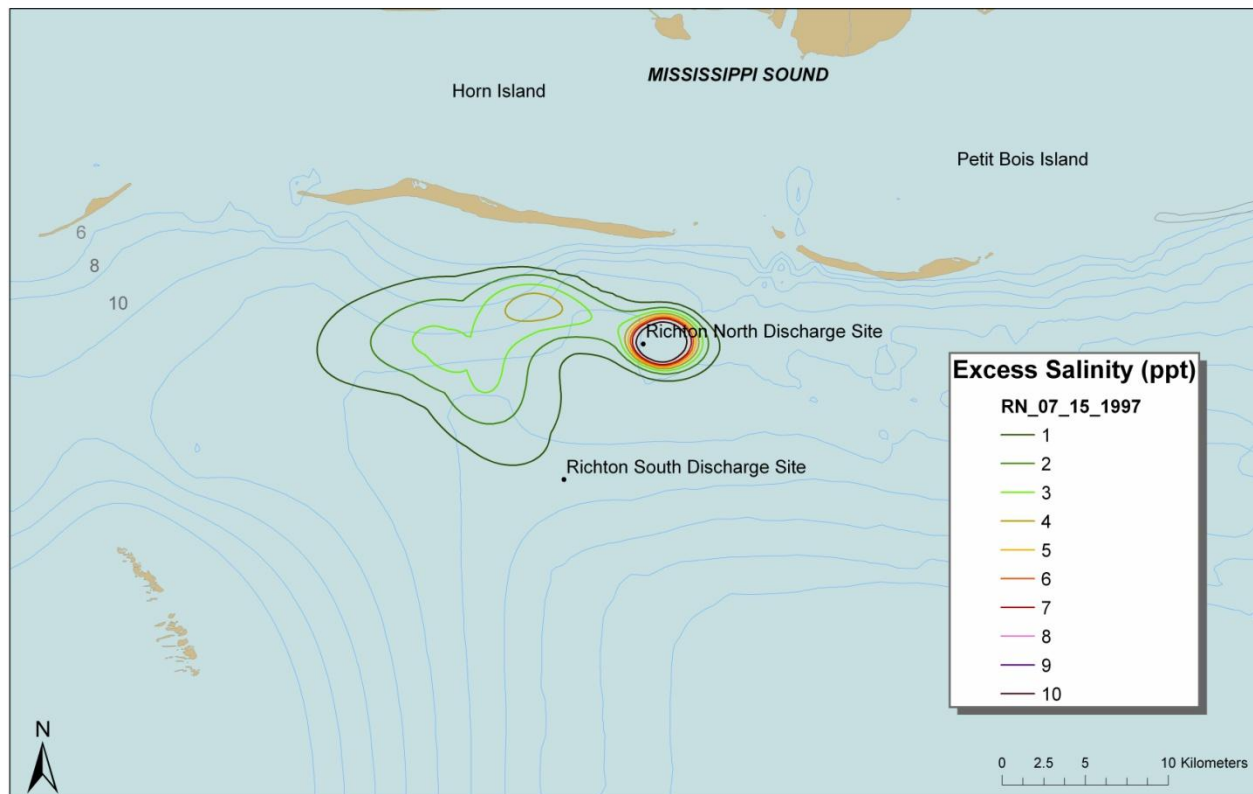 MISSISSIPPI SOUND
Horn Island
Petit Bois Island
6
8
10
Richton North Discharge Site
Richton South Discharge Site
Excess Salinity (ppt)
RN_07_15_1997
1
2
3
4
5
6
7
8
9
10
N
0 2.5 5 10 Kilometers